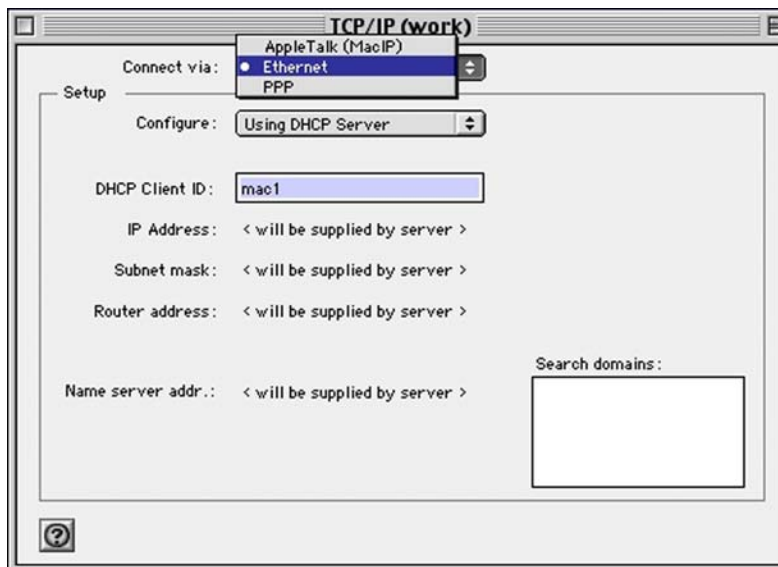 TCP/IP (work)
AppleTalk (MacIP)
Connect via: Ethernet
PPP
Setup
Configure: Using DHCP Server
DHCP Client ID: mac1
IP Address: < will be supplied by server >
Subnet mask: < will be supplied by server >
Router address: < will be supplied by server >
Search domains:
Name server addr.: < will be supplied by server >
?